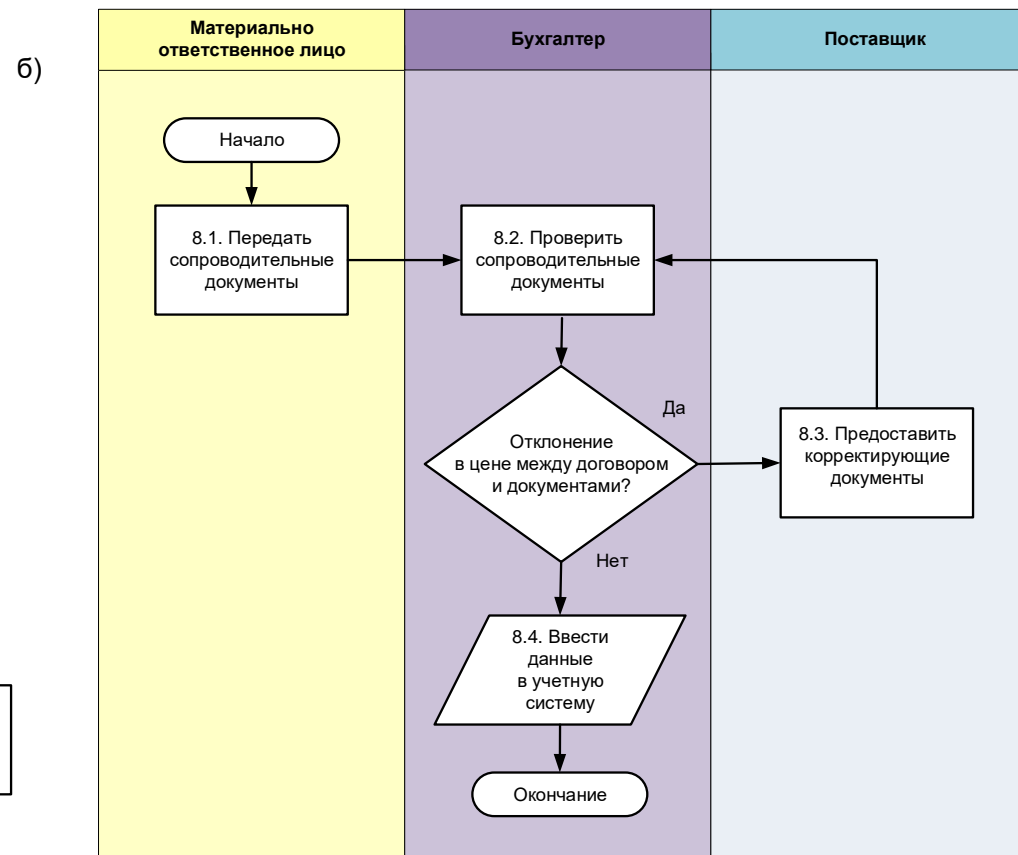 б)
Материально
ответственное лицо
Бухгалтер
Поставщик
Начало
8.1. Передать
сопроводительные
документы
8.2. Проверить
сопроводительные
документы
Да
Отклонение
в цене между договором
и документами?
8.3. Предоставить
корректирующие
документы
Нет
8.4. Ввести
данные
в учетную
систему
Окончание